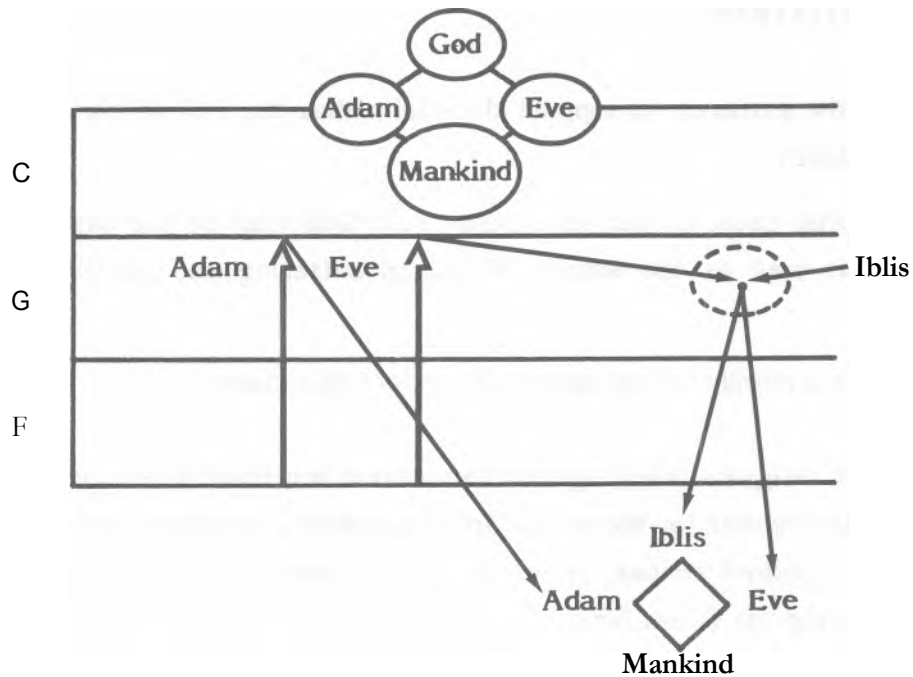 God
Adam Eve
Mankind
C
Adam Eve
Iblis
G
F
Iblis
Adam Eve
Mankind